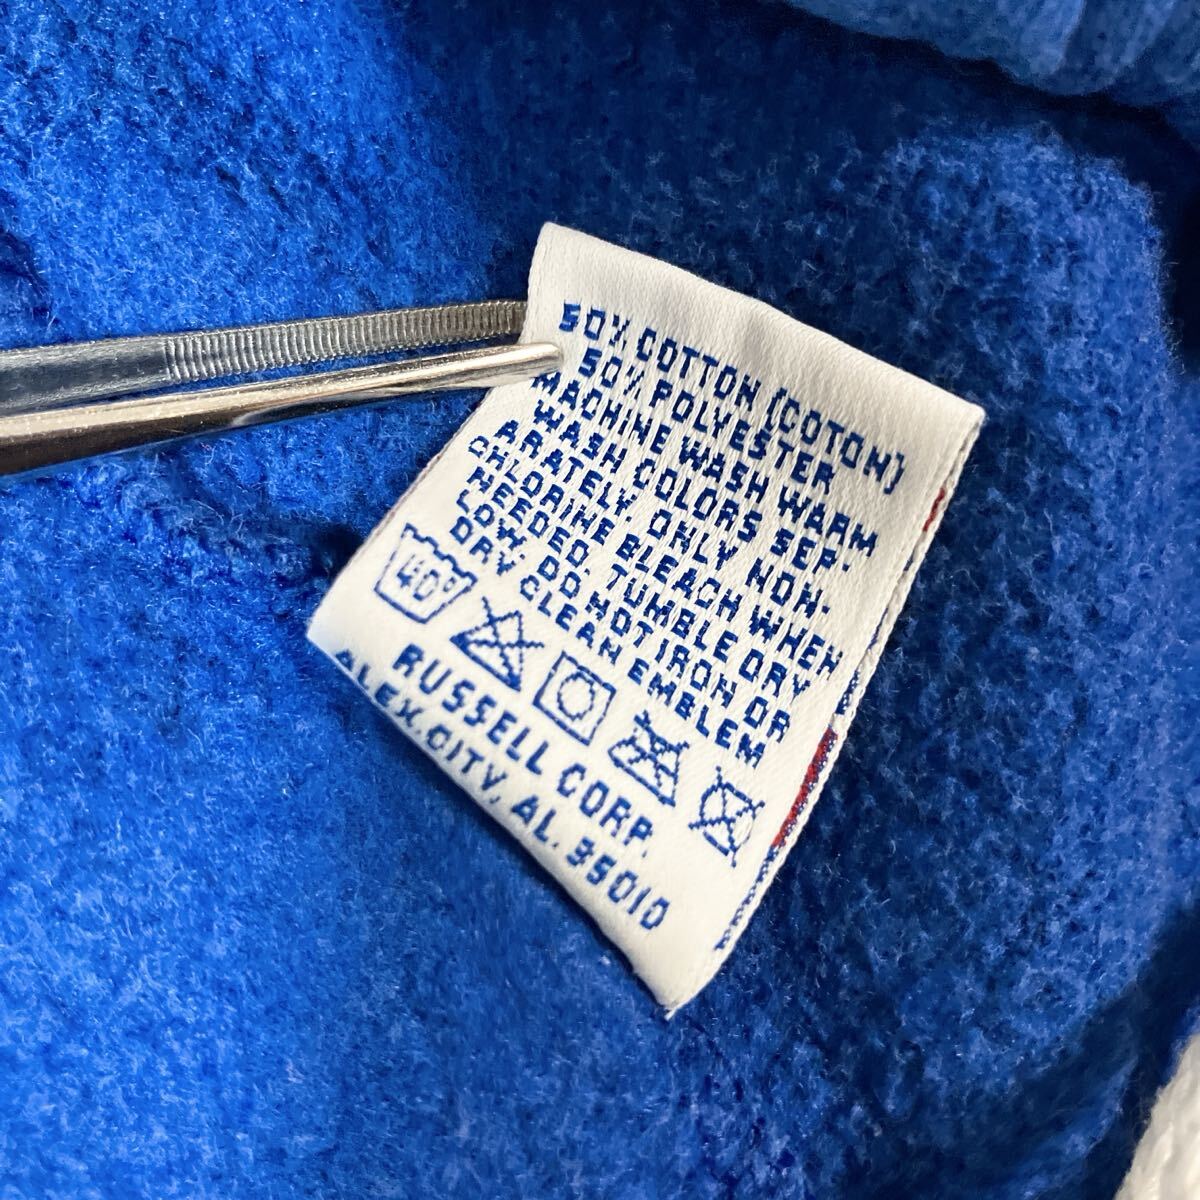 50% COTTON (COTON)
50% POLYESTER
MACHINE WASH WARM
WASH COLORS SEP-
ARATELY. ONLY NON-
CHLORINE BLEACH WHEN
NEEDED. TUMBLE DRY
LOW. DO NOT IRON OR
DRY CLEAN EMBLEM
40°
RUSSELL CORP.
ALEX.CITY, AL. 35010